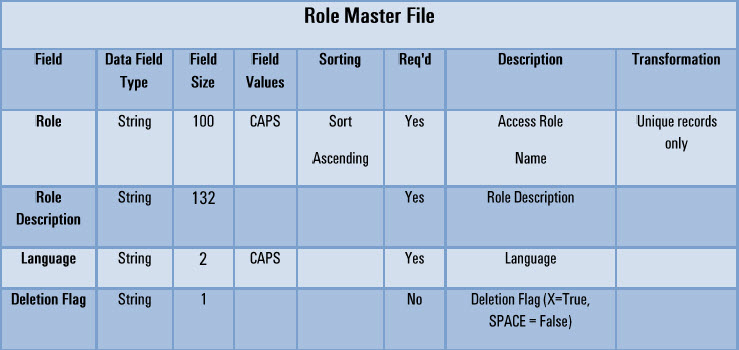 Role Master File
Field Data Field Type Field Size Field Values Sorting Req'd Description Transformation
Role String 100 CAPS Sort Ascending Yes Access Role Name Unique records only
Role Description String 132 Yes Role Description
Language String 2 CAPS Yes Language
Deletion Flag String 1 No Deletion Flag (X=True, SPACE = False)